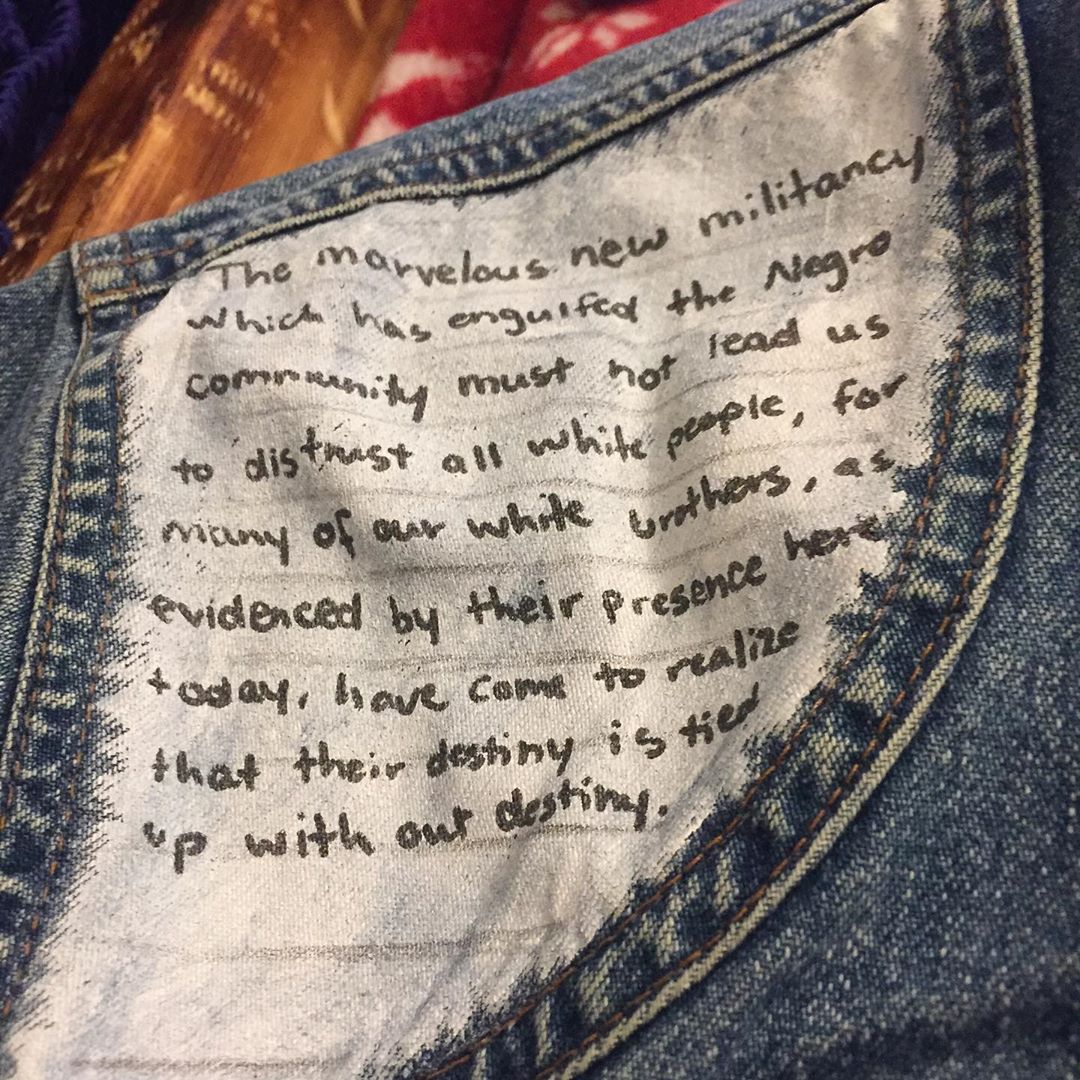 The marvelous new militancy
which has engulfed the Negro
community must not lead us
to distrust all white people, for
many of our white brothers, as
evidenced by their presence here
today, have come to realize
that their destiny is tied
up with our destiny.